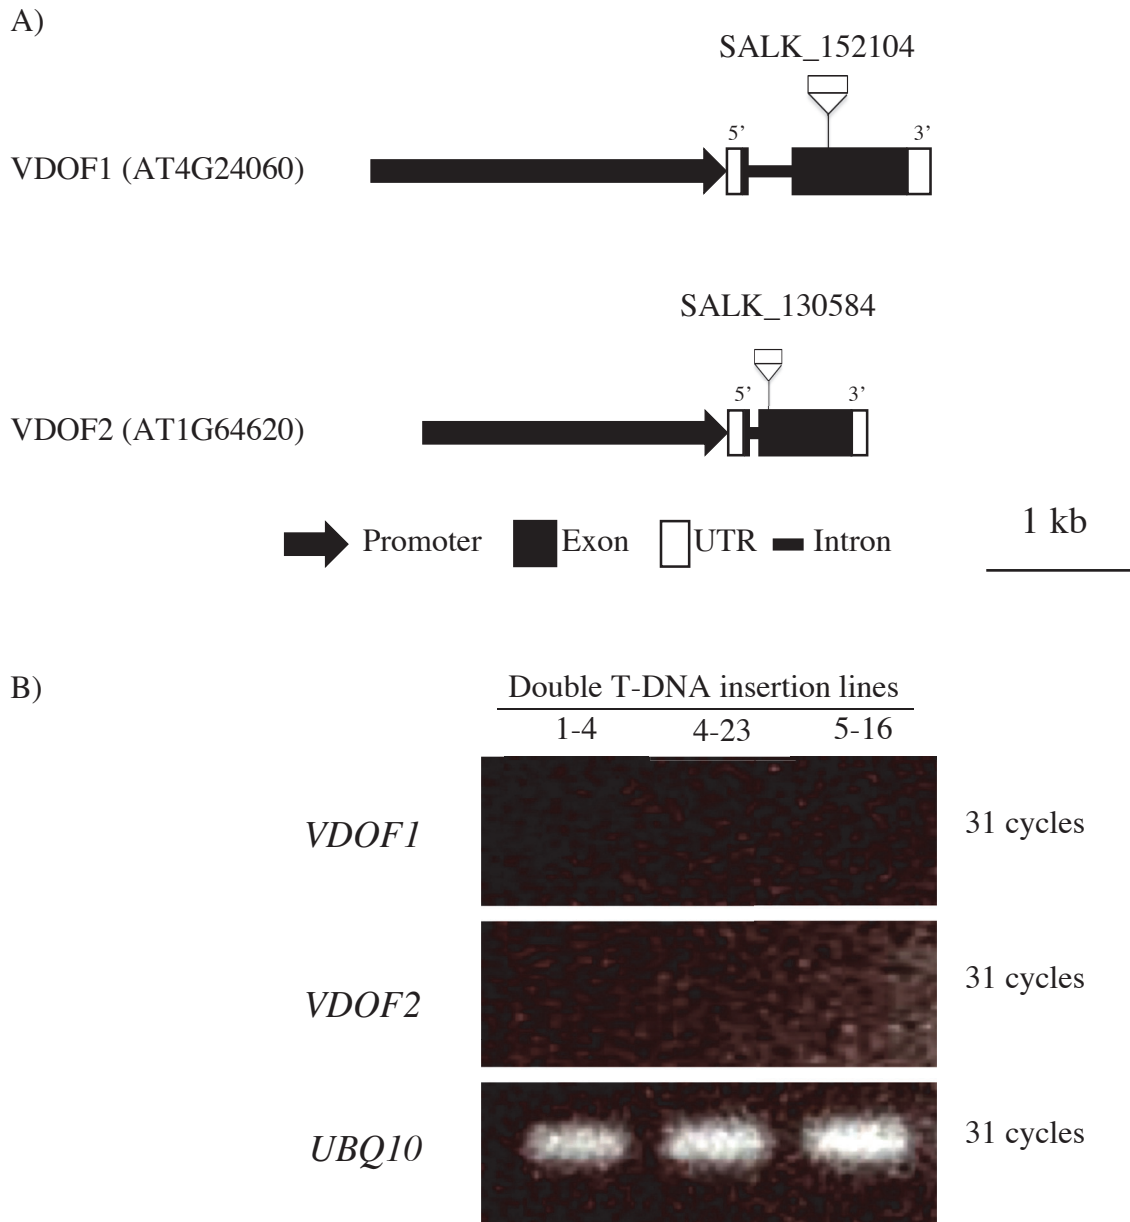 A)
SALK_152104
5’ 3’
VDOF1 (AT4G24060)
SALK_130584
5’ 3’
VDOF2 (AT1G64620)
Promoter Exon UTR Intron 1 kb
B)
Double T-DNA insertion lines
1-4 4-23 5-16
VDOF1 31 cycles
VDOF2 31 cycles
UBQ10 31 cycles